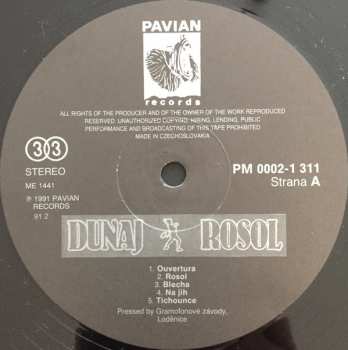 PAVIAN
records
ALL RIGHTS OF THE PRODUCER AND OF THE OWNER OF THE WORK REPRODUCED
RESERVED. UNAUTHORIZED COPYING, HIRING, LENDING, PUBLIC
PERFORMANCE AND BROADCASTING OF THIS TAPE PROHIBITED
MADE IN CZECHOSLOVAKIA
33
STEREO
ME 1441
℗ 1991 PAVIAN
RECORDS
91 2
PM 0002-1 311
Strana A
DUNAJ ROSOL
1. Ouvertura
2. Rosol
3. Blecha
4. Na jih
5. Tichounce
Pressed by Gramofonové závody,
Loděnice